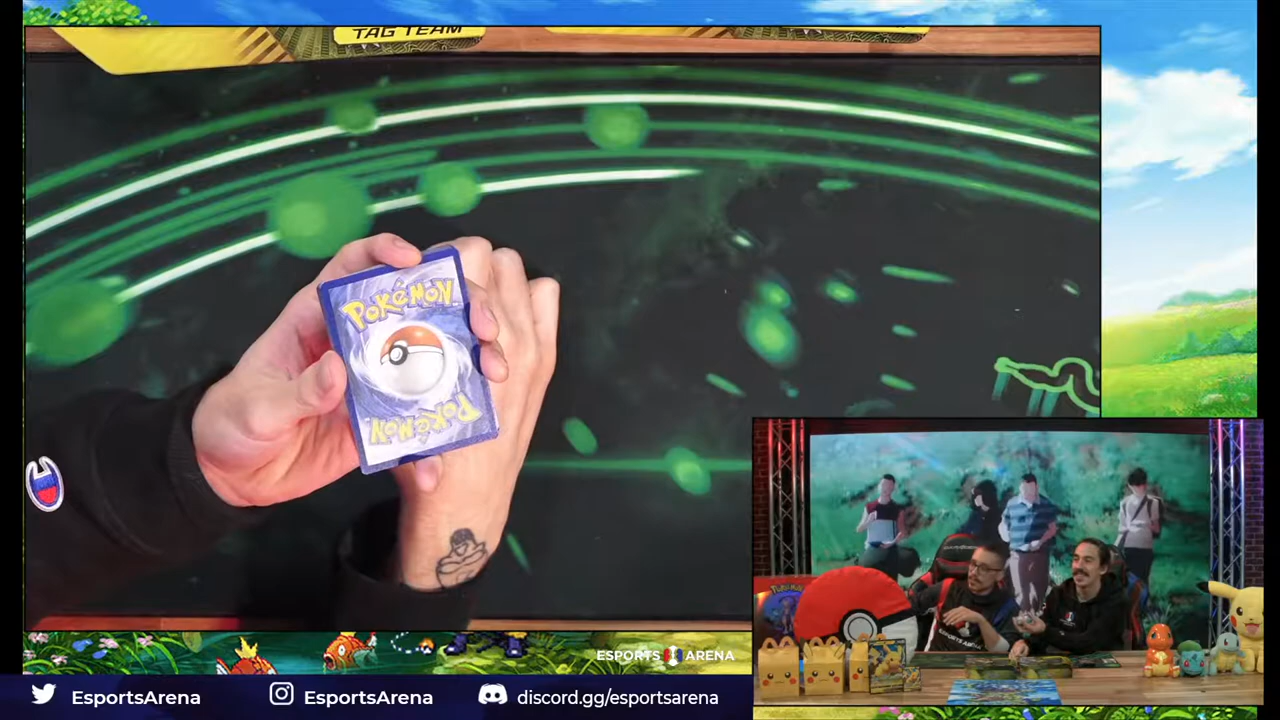 TAG TEAM
POKéMON
POKéMON
ESPORTS ARENA
EsportsArena
EsportsArena
discord.gg/esportsarena